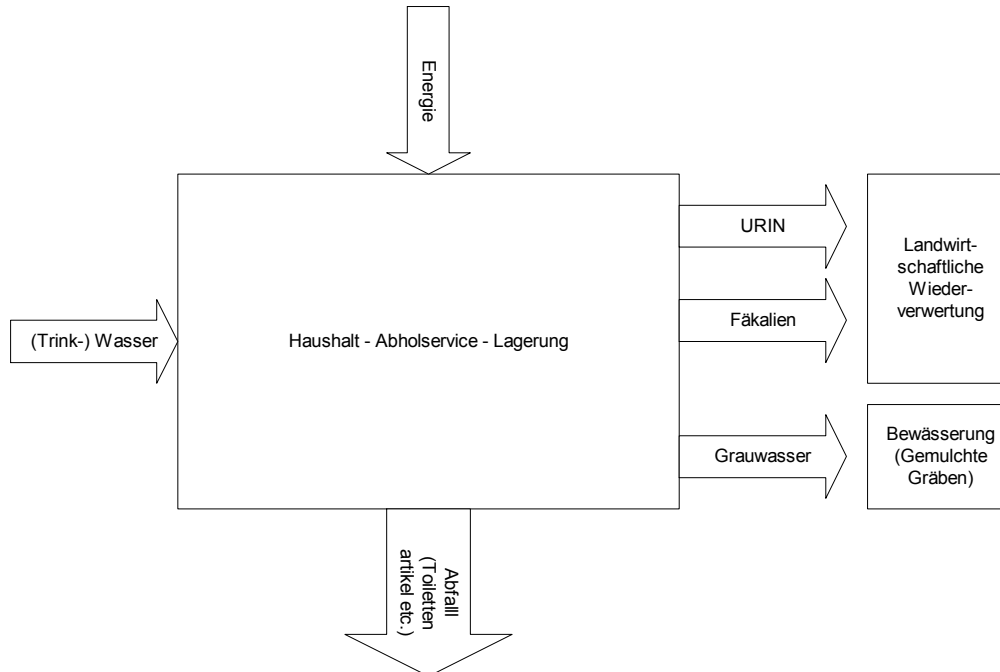 Energie
URIN
Landwirt-
schaftliche
Wieder-
verwertung
Fäkalien
(Trink-) Wasser
Haushalt - Abholservice - Lagerung
Grauwasser
Bewässerung
(Gemulchte
Gräben)
Abfalll
(Toiletten
artikel etc.)